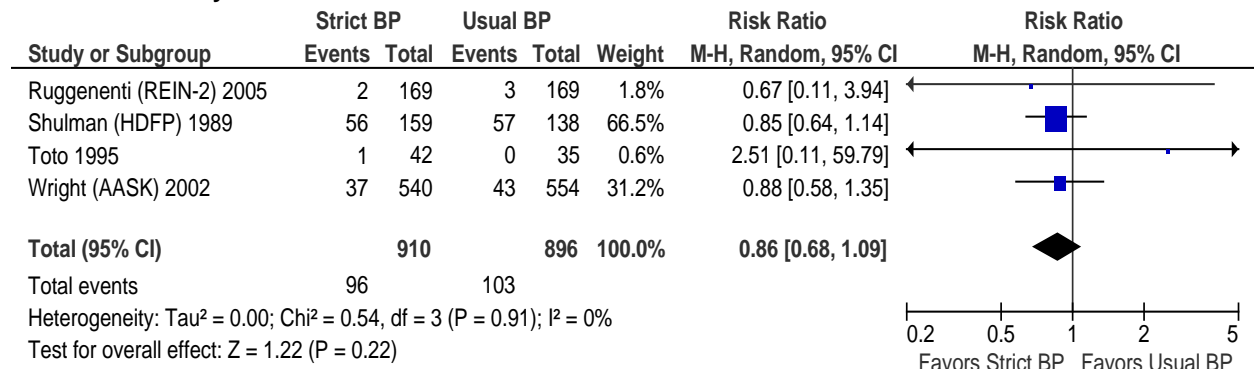 Strict BP Usual BP Risk Ratio Risk Ratio
Study or Subgroup Events Total Events Total Weight M-H, Random, 95% CI M-H, Random, 95% CI
Ruggenenti (REIN-2) 2005 2 169 3 169 1.8% 0.67 [0.11, 3.94]
Shulman (HDFP) 1989 56 159 57 138 66.5% 0.85 [0.64, 1.14]
Toto 1995 1 42 0 35 0.6% 2.51 [0.11, 59.79]
Wright (AASK) 2002 37 540 43 554 31.2% 0.88 [0.58, 1.35]
Total (95% CI) 910 896 100.0% 0.86 [0.68, 1.09]
Total events 96 103
Heterogeneity: Tau² = 0.00; Chi² = 0.54, df = 3 (P = 0.91); I² = 0%
Test for overall effect: Z = 1.22 (P = 0.22)
0.2 0.5 1 2 5
Favors Strict BP Favors Usual BP